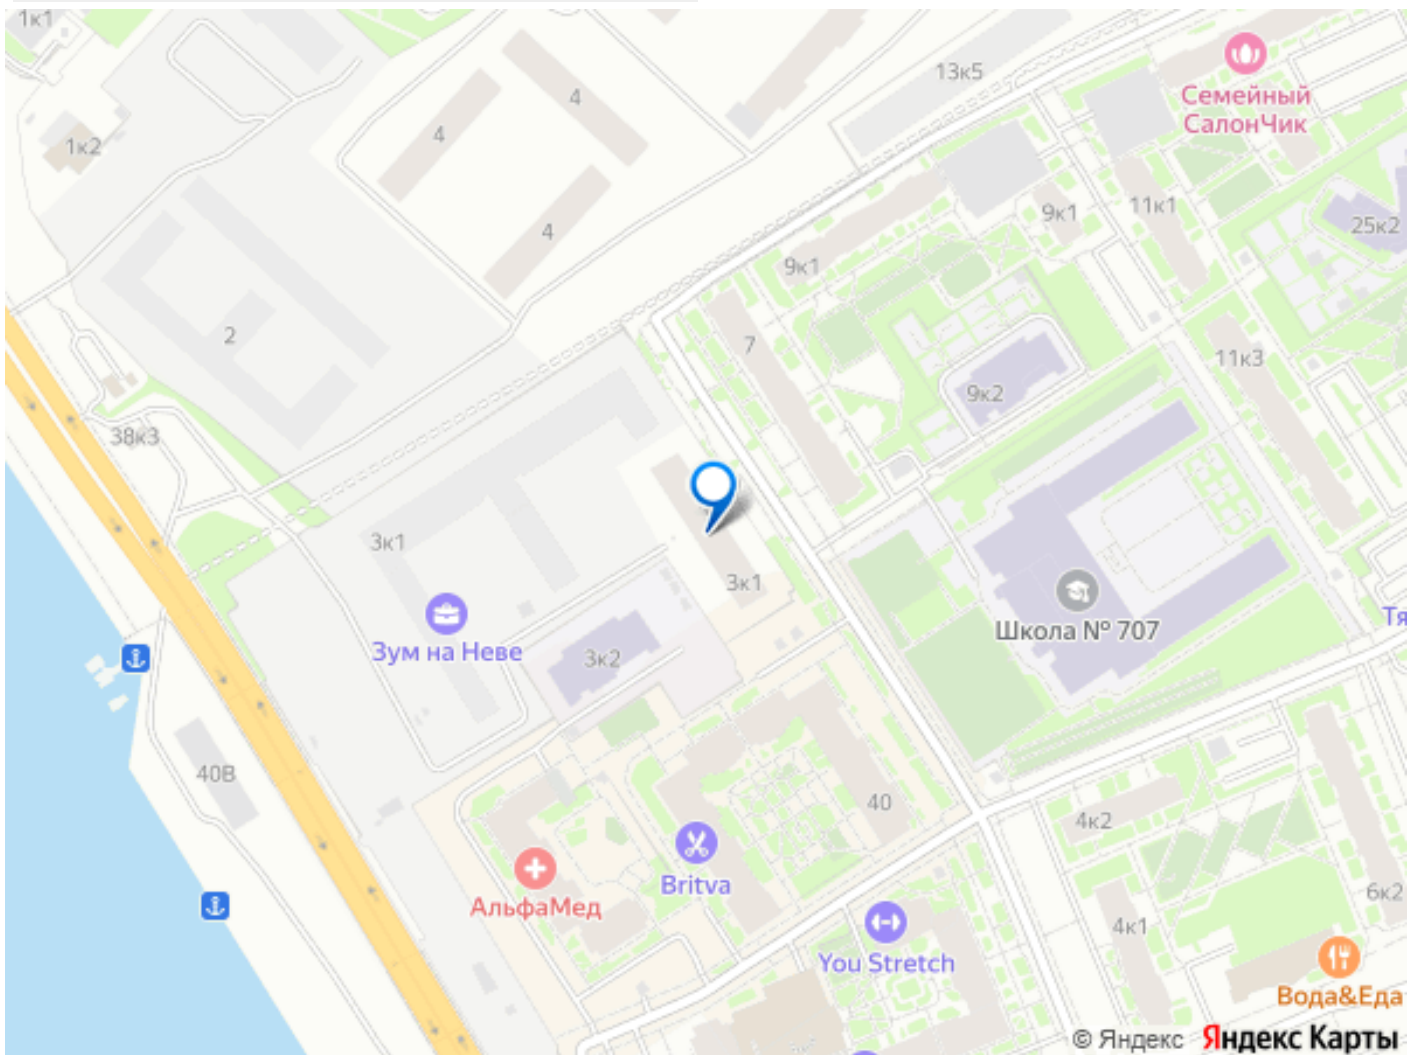 1к1
13к5
Семейный
СалонЧик
4
4
1к2
4
9к1
11к1
25к2
9к1
2
7
11к3
9к2
38к3
3к1
3к1
Школа № 707
Тя
Зум на Неве
3к2
40В
40
4к2
Britva
АльфаМед
6к2
4к1
You Stretch
Вода&Еда
© Яндекс Яндекс Карты